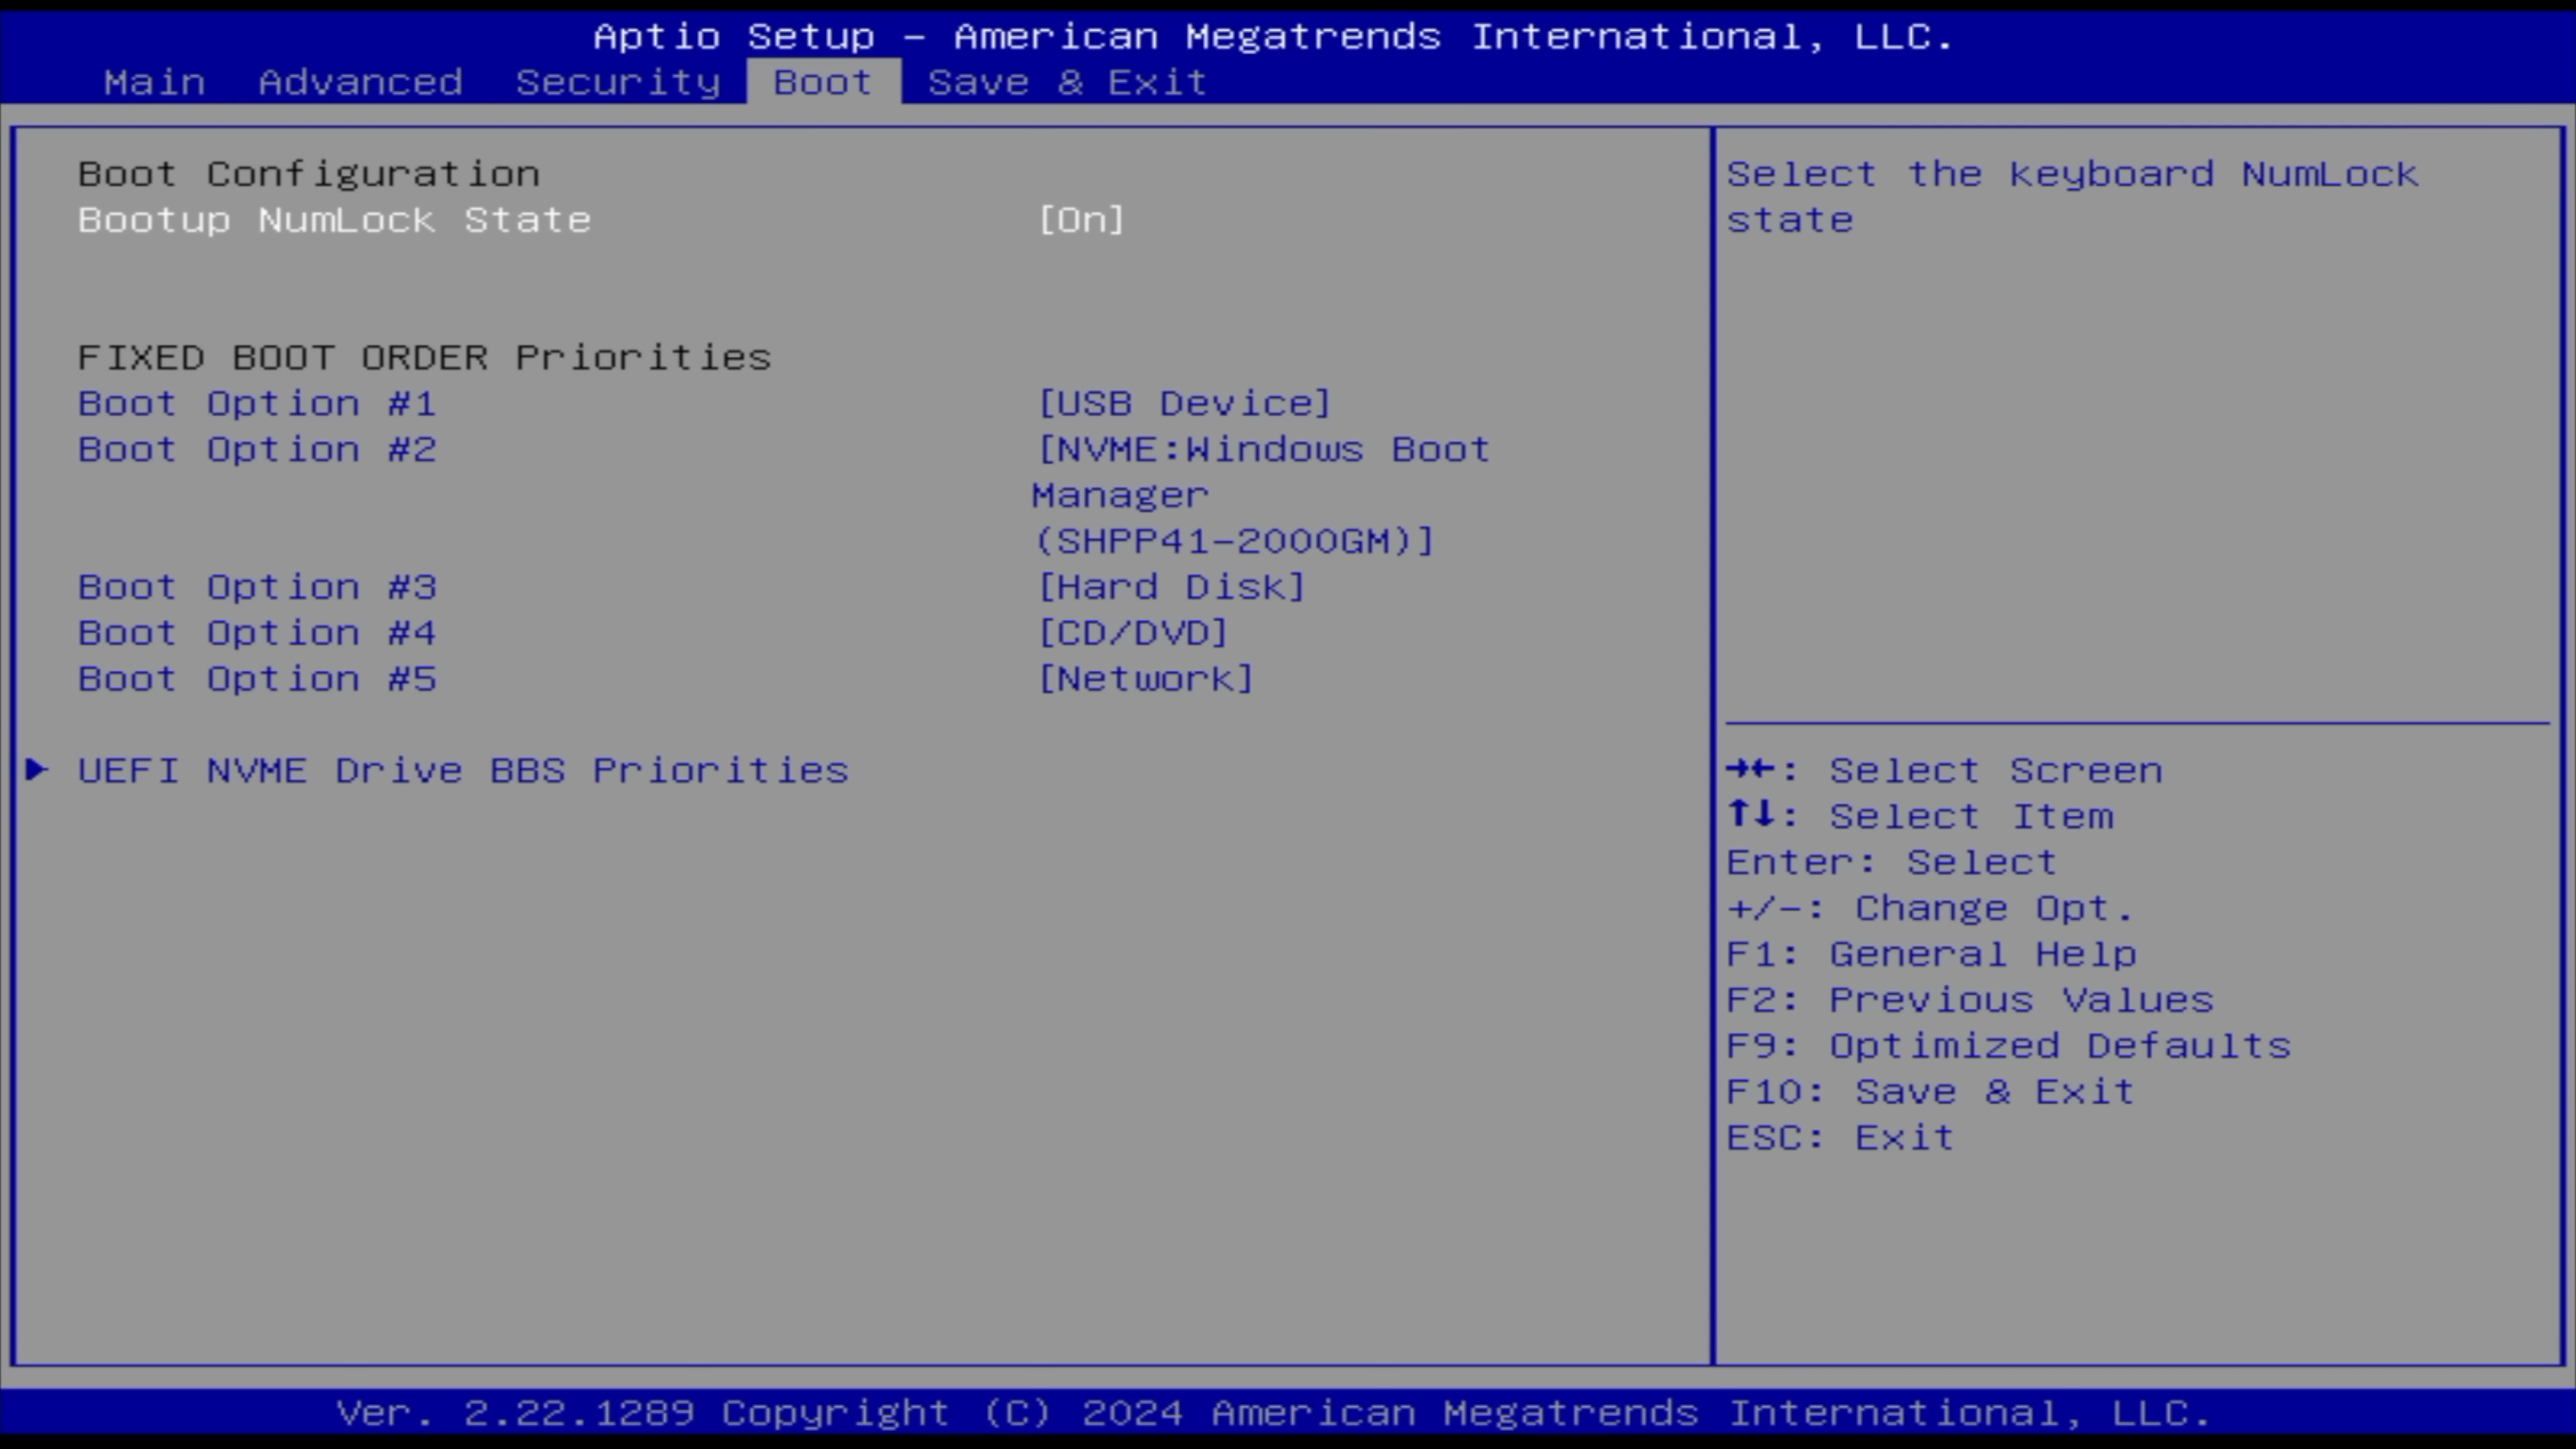 Aptio Setup – American Megatrends International, LLC.
Main Advanced Security Boot Save & Exit
Boot Configuration
Bootup NumLock State [On]
FIXED BOOT ORDER Priorities
Boot Option #1 [USB Device]
Boot Option #2 [NVME:Windows Boot
Manager
(SHPP41-2000GM)]
Boot Option #3 [Hard Disk]
Boot Option #4 [CD/DVD]
Boot Option #5 [Network]
▶ UEFI NVME Drive BBS Priorities
Select the keyboard NumLock
state
→←: Select Screen
↑↓: Select Item
Enter: Select
+/-: Change Opt.
F1: General Help
F2: Previous Values
F9: Optimized Defaults
F10: Save & Exit
ESC: Exit
Ver. 2.22.1289 Copyright (C) 2024 American Megatrends International, LLC.